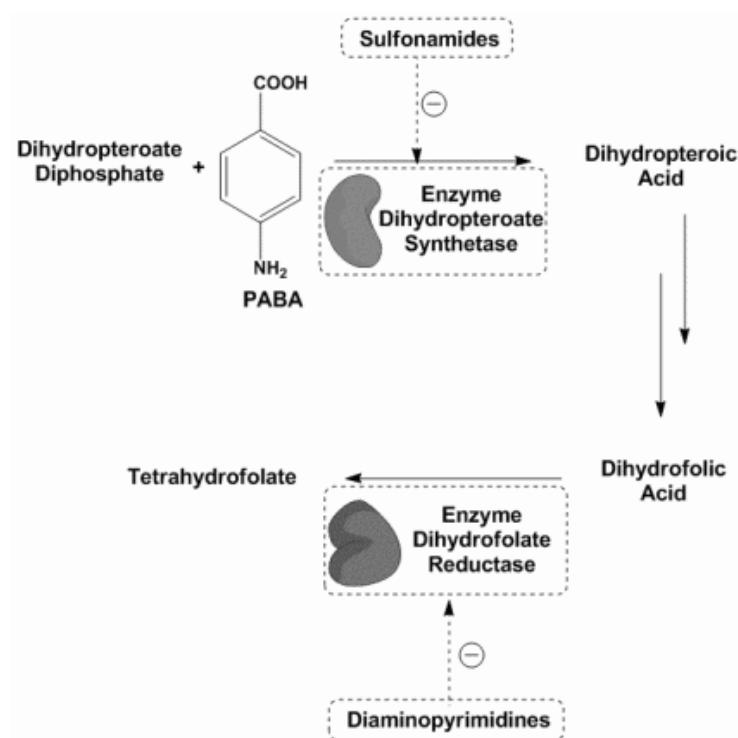 Sulfonamides
COOH
Dihydropteroate
Diphosphate
+
NH₂
PABA
Enzyme
Dihydropteroate
Synthetase
Dihydropteroic
Acid
Dihydrofolic
Acid
Tetrahydrofolate
Enzyme
Dihydrofolate
Reductase
Diaminopyrimidines